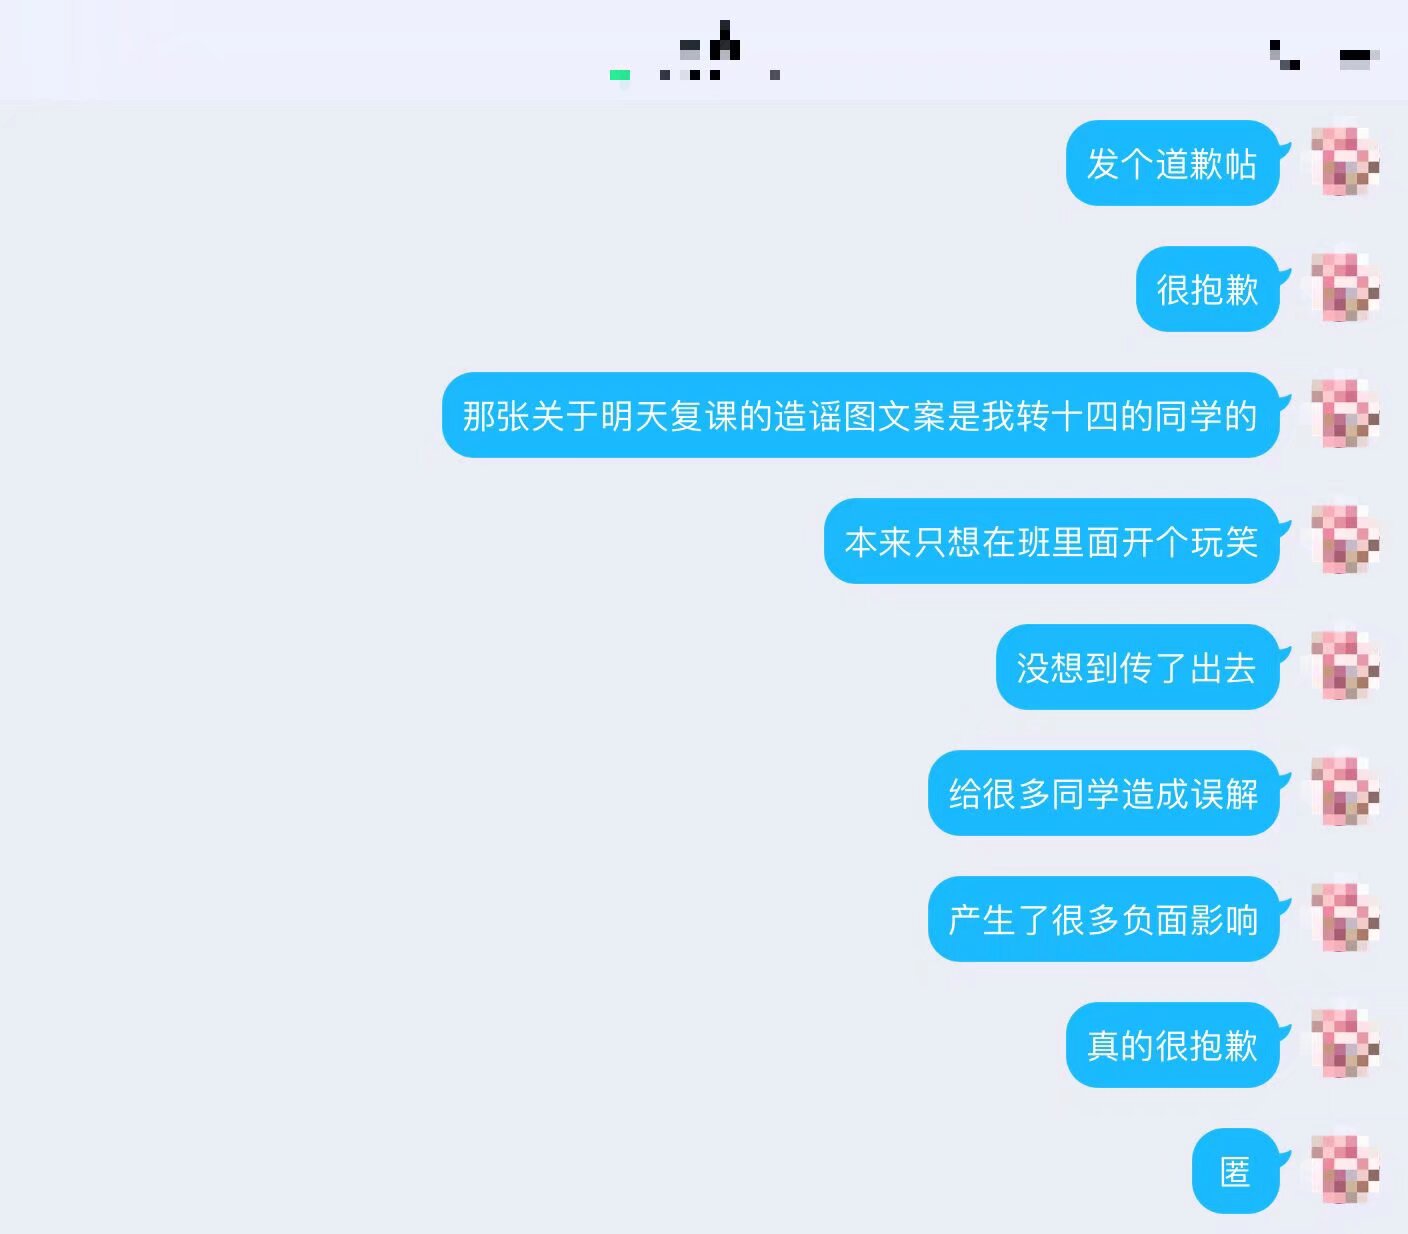 发个道歉帖
很抱歉
那张关于明天复课的造谣图文案是我转十四的同学的
本来只想在班里面开个玩笑
没想到传了出去
给很多同学造成误解
产生了很多负面影响
真的很抱歉
匿